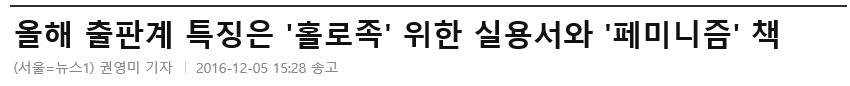 올해 출판계 특징은 '홀로족' 위한 실용서와 '페미니즘' 책
(서울=뉴스1) 권영미 기자 | 2016-12-05 15:28 송고